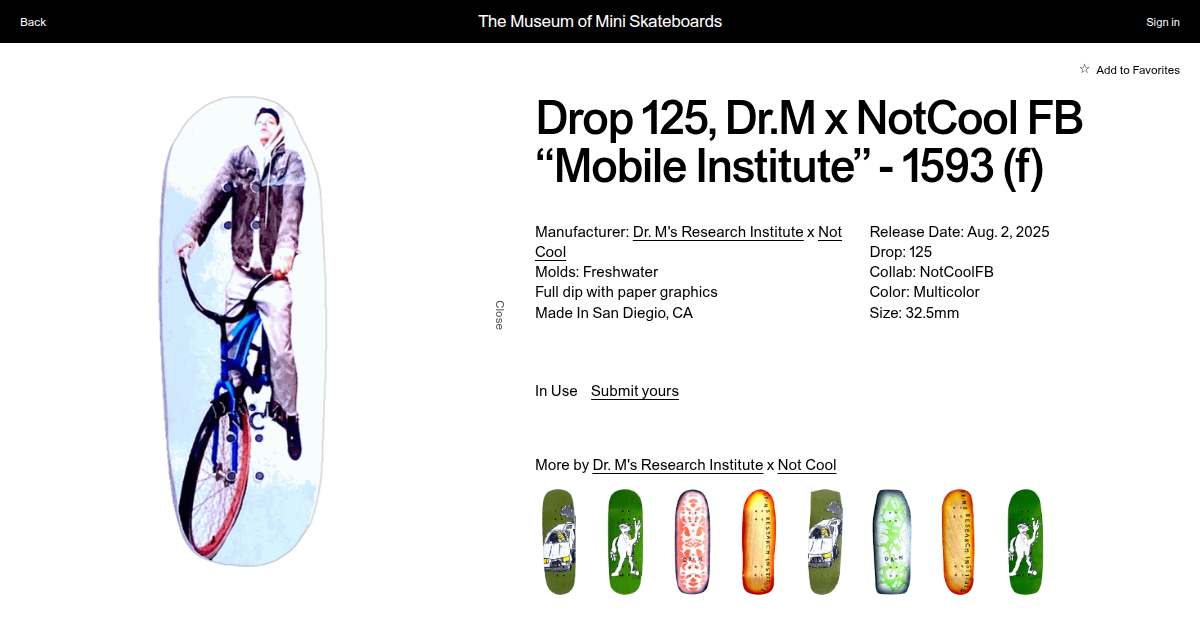 Back
The Museum of Mini Skateboards
Sign in
☆ Add to Favorites
Drop 125, Dr.M x NotCool FB
“Mobile Institute” - 1593 (f)
Manufacturer: Dr. M's Research Institute x Not
Cool
Molds: Freshwater
Full dip with paper graphics
Made In San Diegio, CA
Release Date: Aug. 2, 2025
Drop: 125
Collab: NotCoolFB
Color: Multicolor
Size: 32.5mm
Close
In Use Submit yours
More by Dr. M's Research Institute x Not Cool